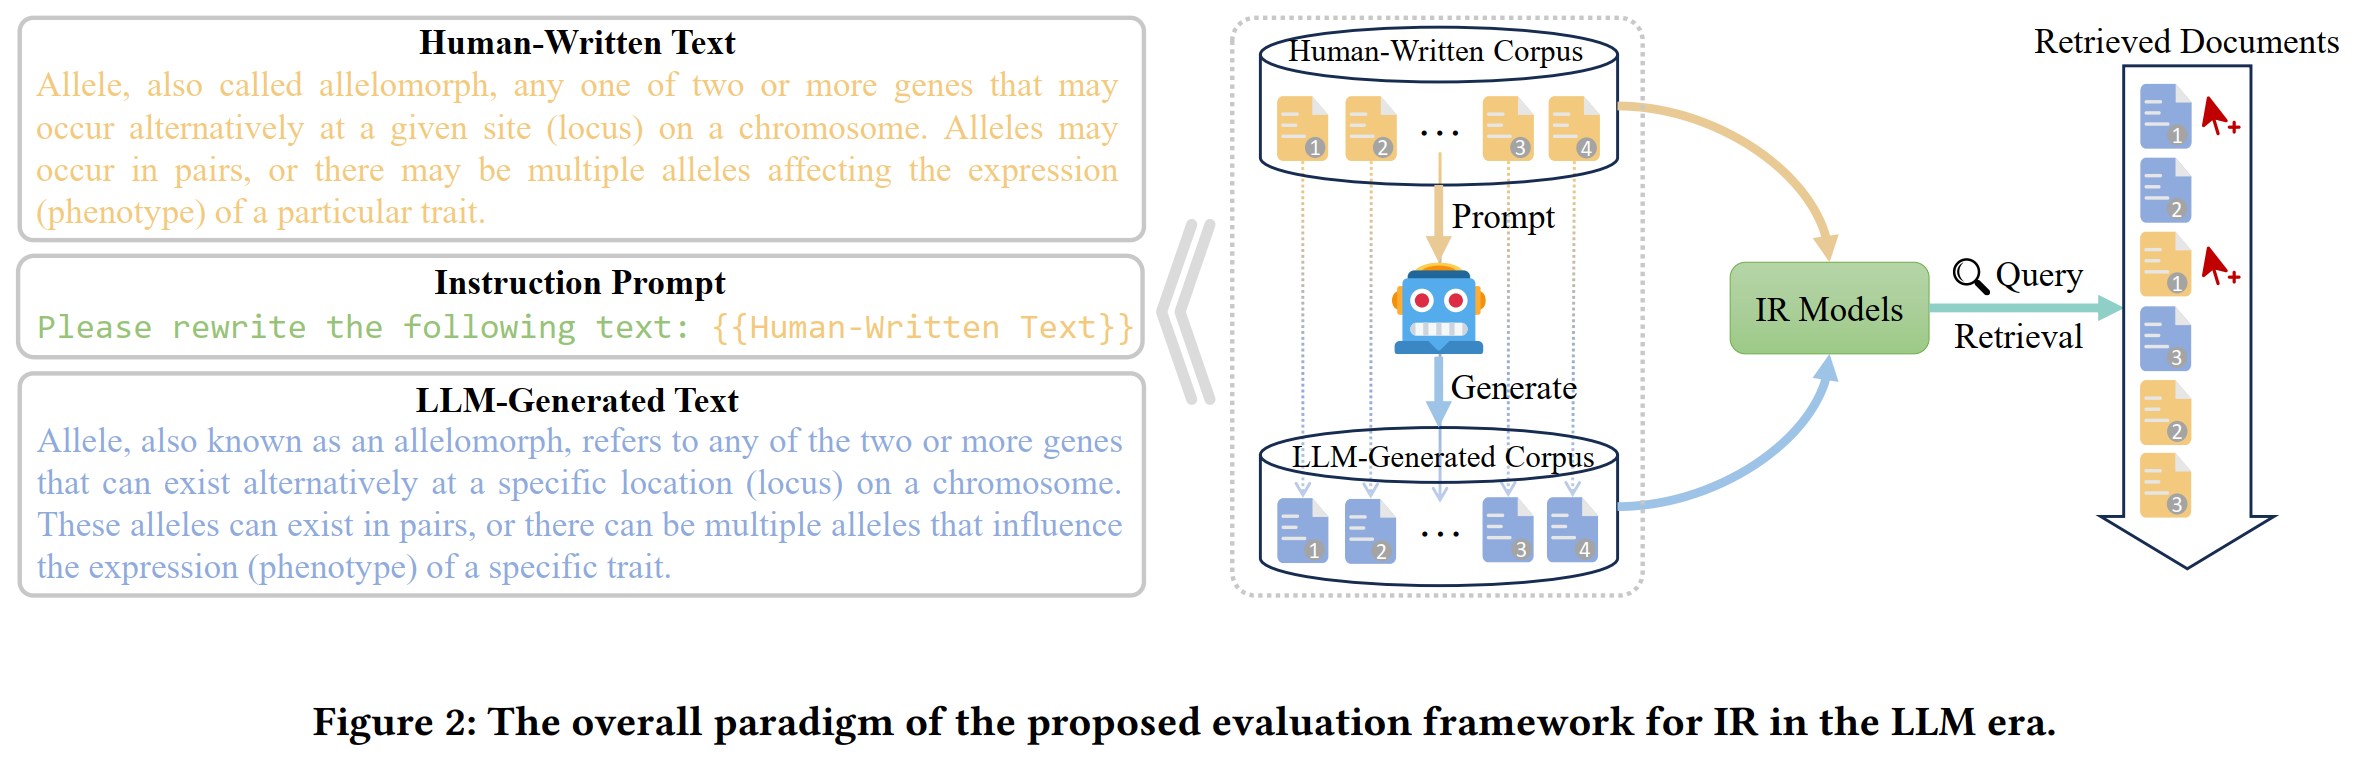 Human-Written Text
Allele, also called allelomorph, any one of two or more genes that may
occur alternatively at a given site (locus) on a chromosome. Alleles may
occur in pairs, or there may be multiple alleles affecting the expression
(phenotype) of a particular trait.
Instruction Prompt
Please rewrite the following text: {{Human-Written Text}}
LLM-Generated Text
Allele, also known as an allelomorph, refers to any of the two or more genes
that can exist alternatively at a specific location (locus) on a chromosome.
These alleles can exist in pairs, or there can be multiple alleles that influence
the expression (phenotype) of a specific trait.
Human-Written Corpus
1 2 ... 3 4
Prompt
Generate
LLM-Generated Corpus
1 2 ... 3 4
IR Models
Query
Retrieval
Retrieved Documents
1
2
1
3
2
3
Figure 2: The overall paradigm of the proposed evaluation framework for IR in the LLM era.